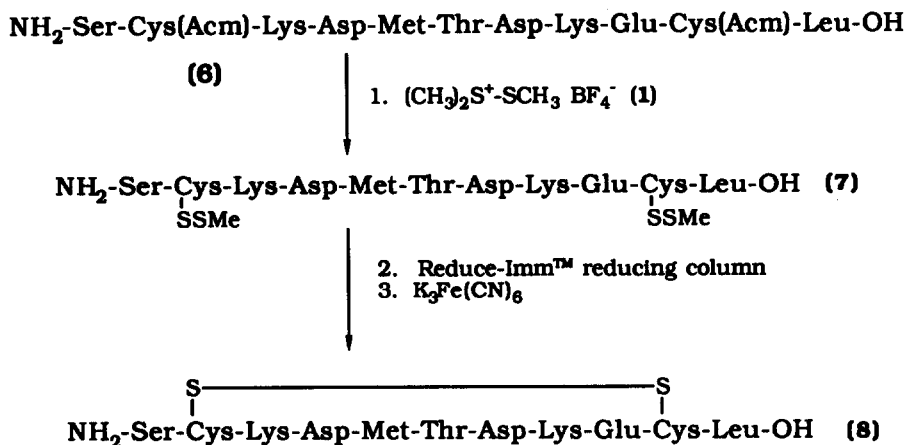 NH₂-Ser-Cys(Acm)-Lys-Asp-Met-Thr-Asp-Lys-Glu-Cys(Acm)-Leu-OH
(6)
1. (CH₃)₂S⁺-SCH₃ BF₄⁻ (1)
NH₂-Ser-Cys-Lys-Asp-Met-Thr-Asp-Lys-Glu-Cys-Leu-OH (7)
SSMe SSMe
2. Reduce-Imm™ reducing column
3. K₃Fe(CN)₆
S S
NH₂-Ser-Cys-Lys-Asp-Met-Thr-Asp-Lys-Glu-Cys-Leu-OH (8)